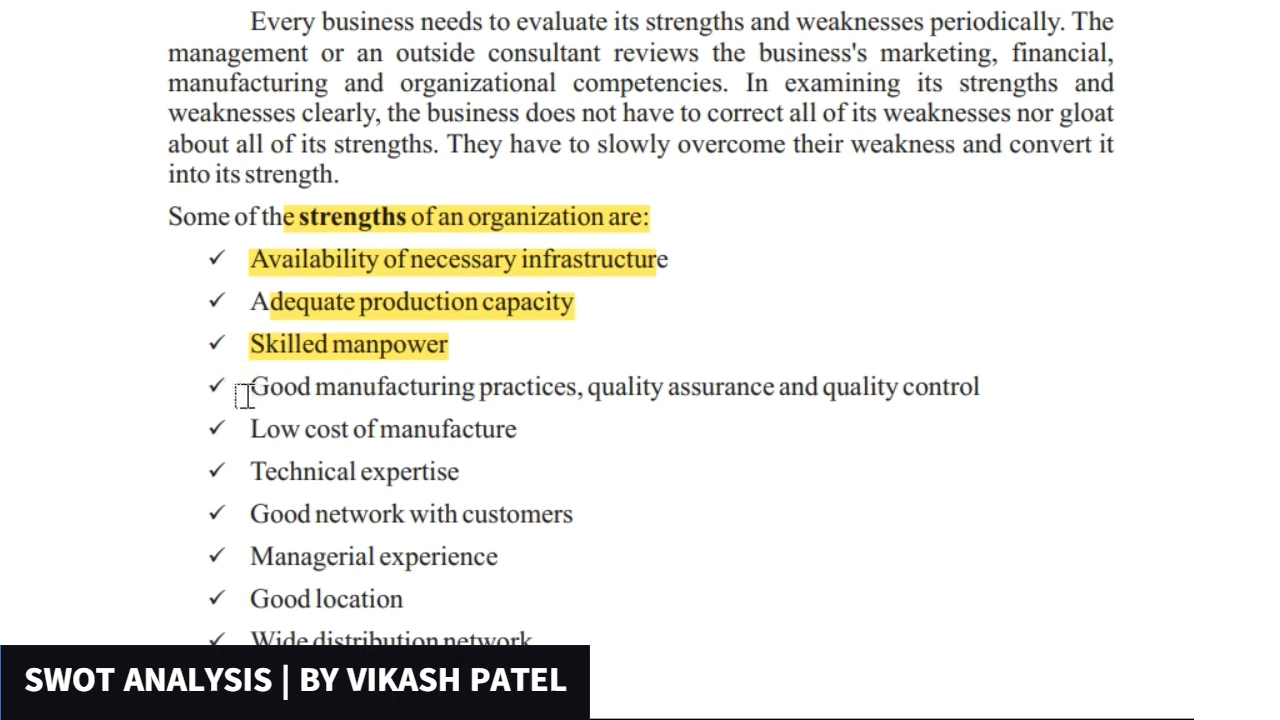 Every business needs to evaluate its strengths and weaknesses periodically. The
management or an outside consultant reviews the business's marketing, financial,
manufacturing and organizational competencies. In examining its strengths and
weaknesses clearly, the business does not have to correct all of its weaknesses nor gloat
about all of its strengths. They have to slowly overcome their weakness and convert it
into its strength.
Some of the strengths of an organization are:
✓ Availability of necessary infrastructure
✓ Adequate production capacity
✓ Skilled manpower
✓ Good manufacturing practices, quality assurance and quality control
✓ Low cost of manufacture
✓ Technical expertise
✓ Good network with customers
✓ Managerial experience
✓ Good location
✓ Wide distribution network
SWOT ANALYSIS | BY VIKASH PATEL